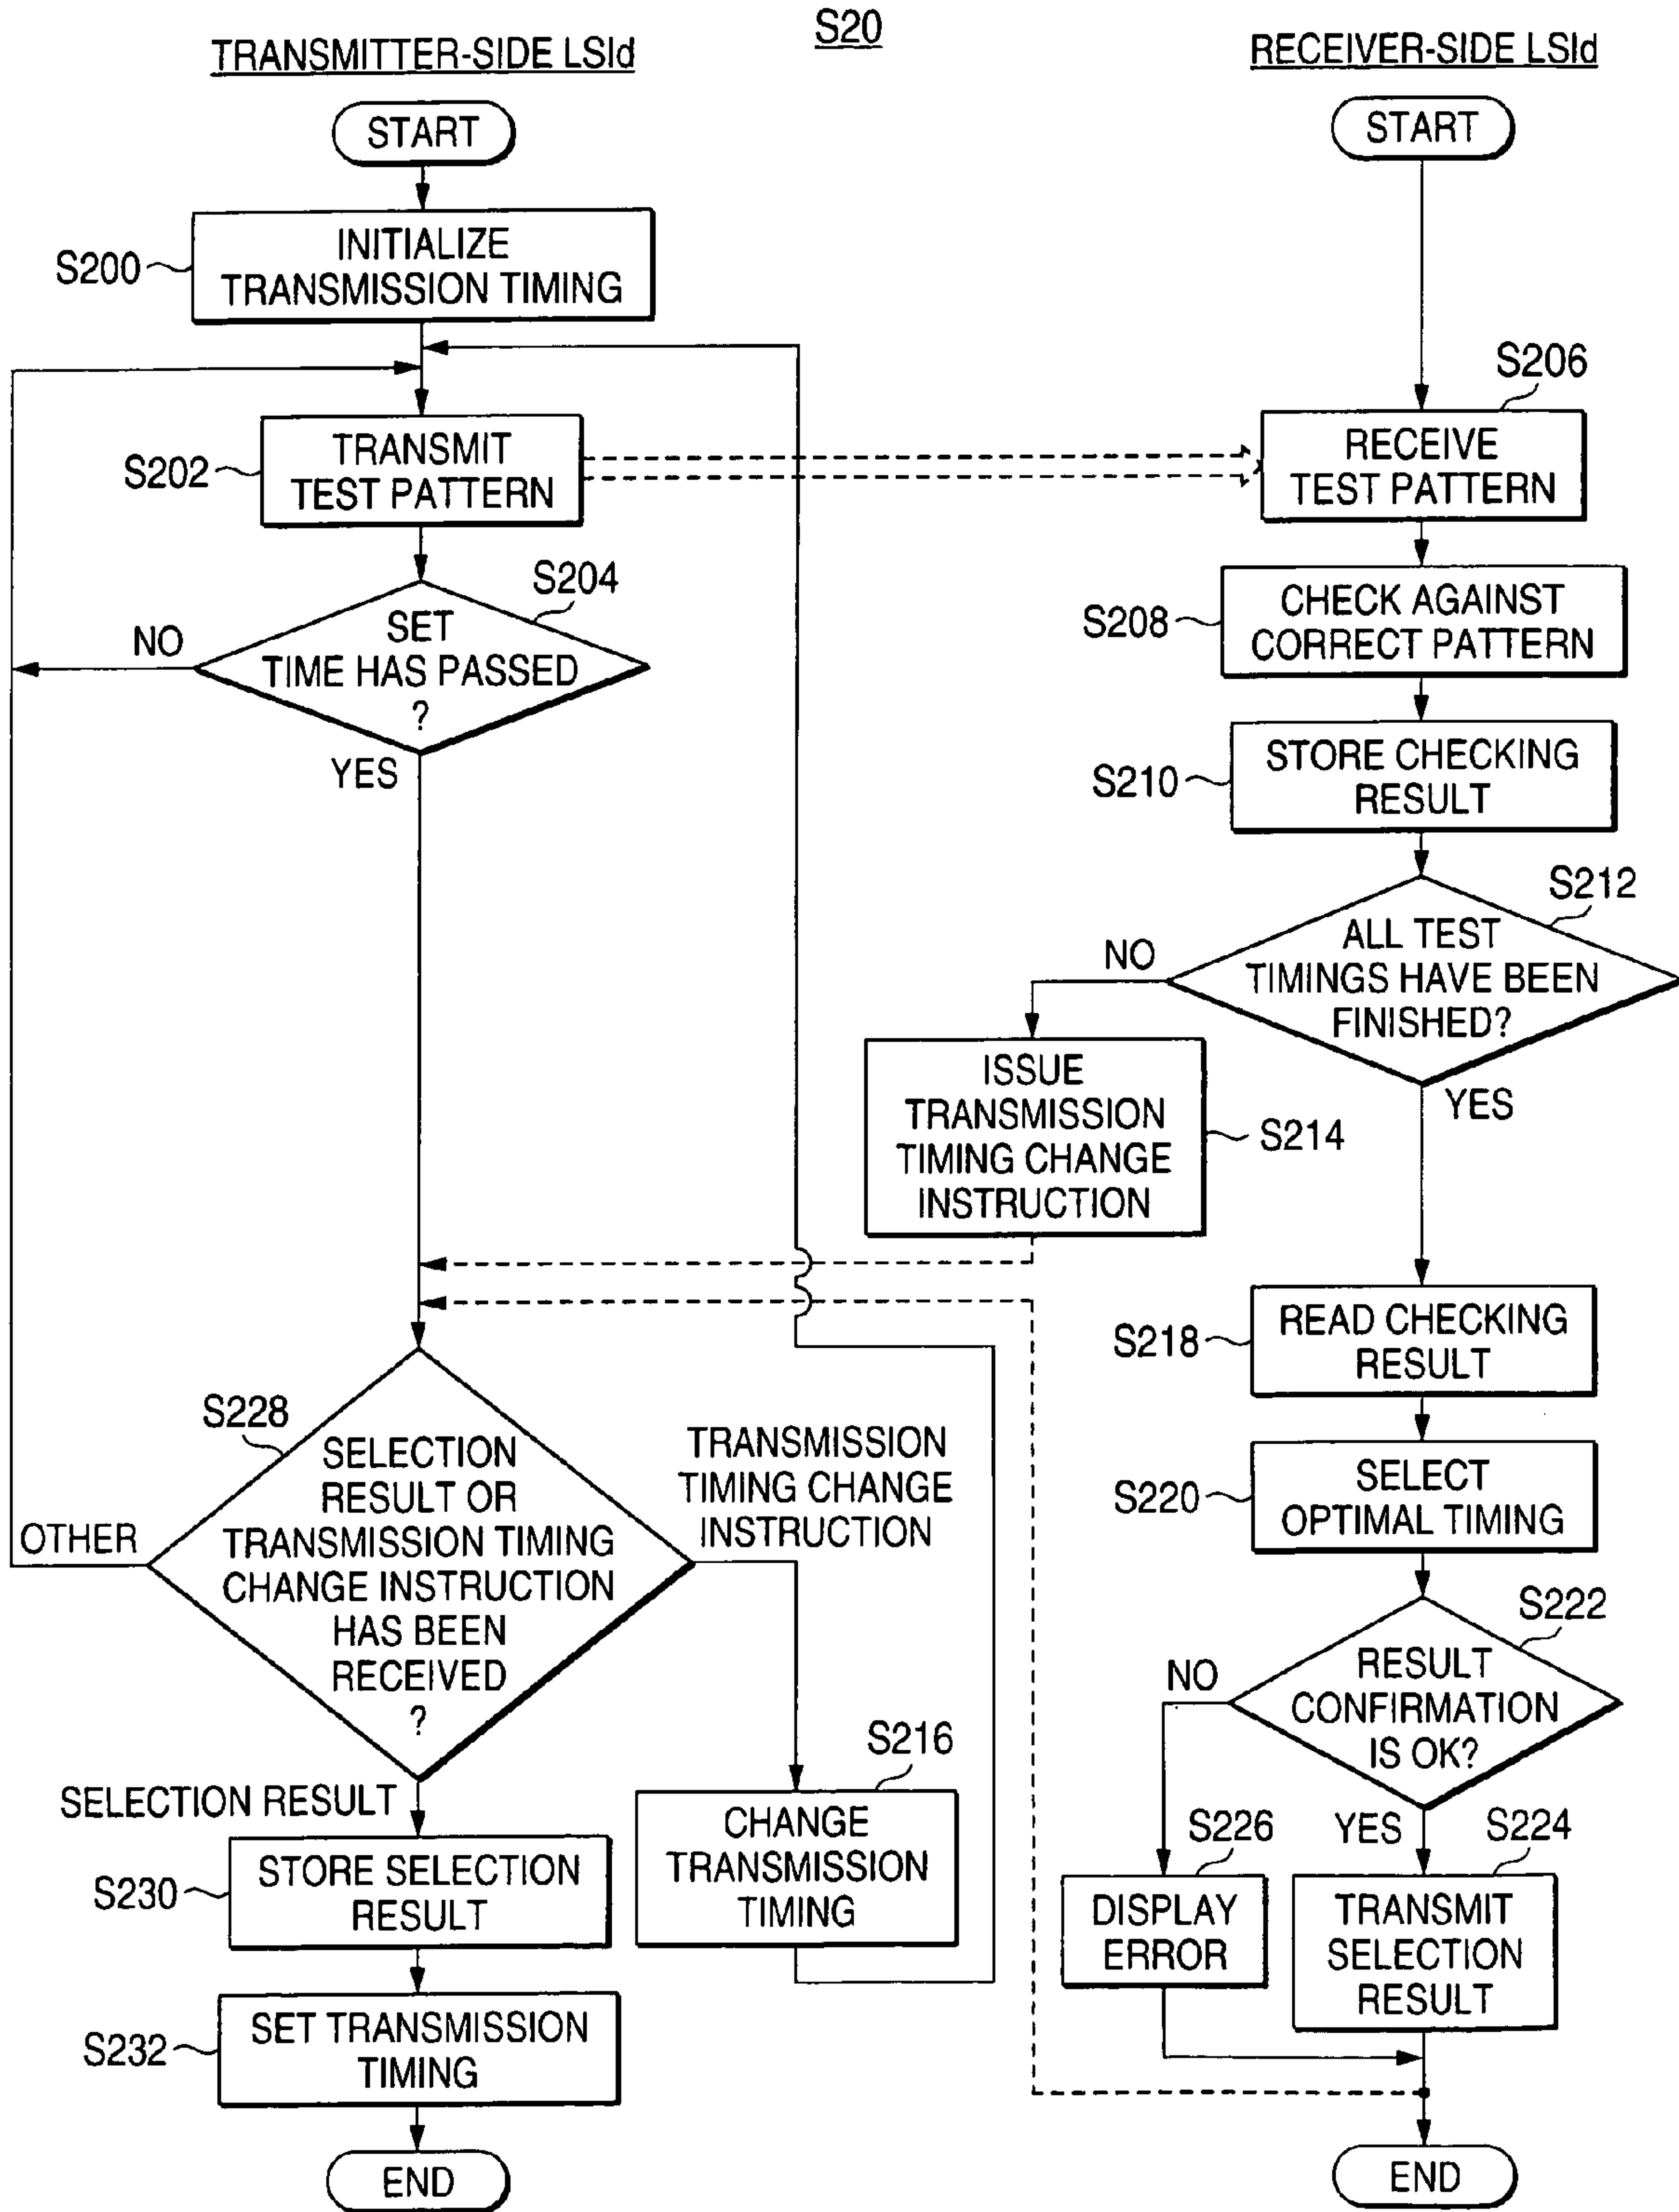 S20
TRANSMITTER-SIDE LSId
START
S200
INITIALIZE
TRANSMISSION TIMING
S202
TRANSMIT
TEST PATTERN
S204
SET
TIME HAS PASSED
?
NO
YES
S228
SELECTION
RESULT OR
TRANSMISSION TIMING
CHANGE INSTRUCTION
HAS BEEN
RECEIVED
?
OTHER
TRANSMISSION
TIMING CHANGE
INSTRUCTION
SELECTION RESULT
S216
CHANGE
TRANSMISSION
TIMING
S230
STORE SELECTION
RESULT
S232
SET TRANSMISSION
TIMING
END
RECEIVER-SIDE LSId
START
S206
RECEIVE
TEST PATTERN
S208
CHECK AGAINST
CORRECT PATTERN
S210
STORE CHECKING
RESULT
S212
ALL TEST
TIMINGS HAVE BEEN
FINISHED?
NO
YES
ISSUE
TRANSMISSION
TIMING CHANGE
INSTRUCTION
S214
S218
READ CHECKING
RESULT
S220
SELECT
OPTIMAL TIMING
S222
RESULT
CONFIRMATION
IS OK?
NO
YES
S226
DISPLAY
ERROR
S224
TRANSMIT
SELECTION
RESULT
END